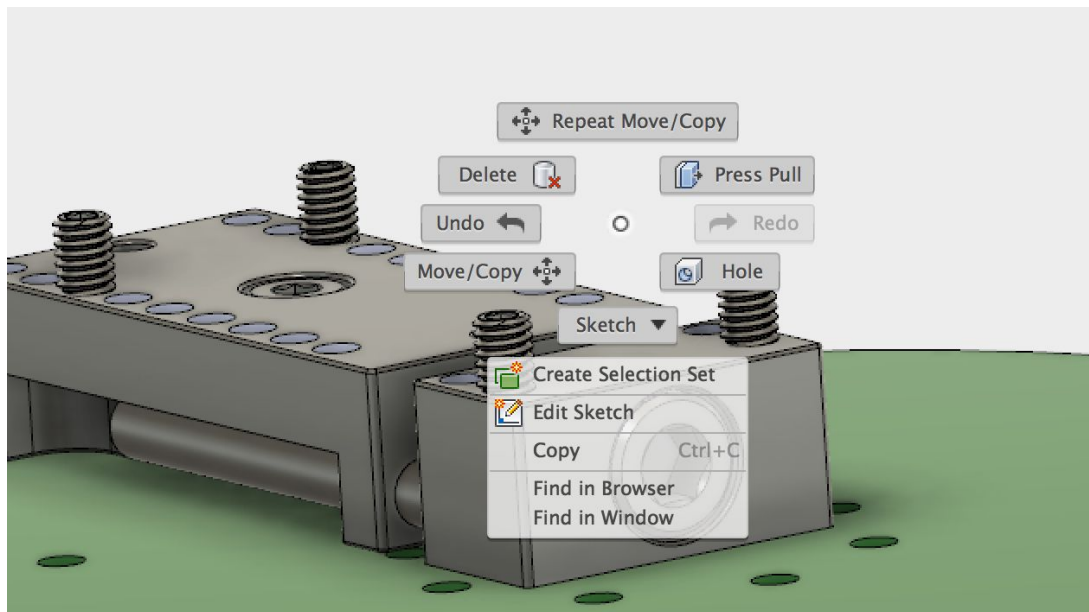 Repeat Move/Copy
Delete
Press Pull
Undo
Redo
Move/Copy
Hole
Sketch
Create Selection Set
Edit Sketch
Copy Ctrl+C
Find in Browser
Find in Window